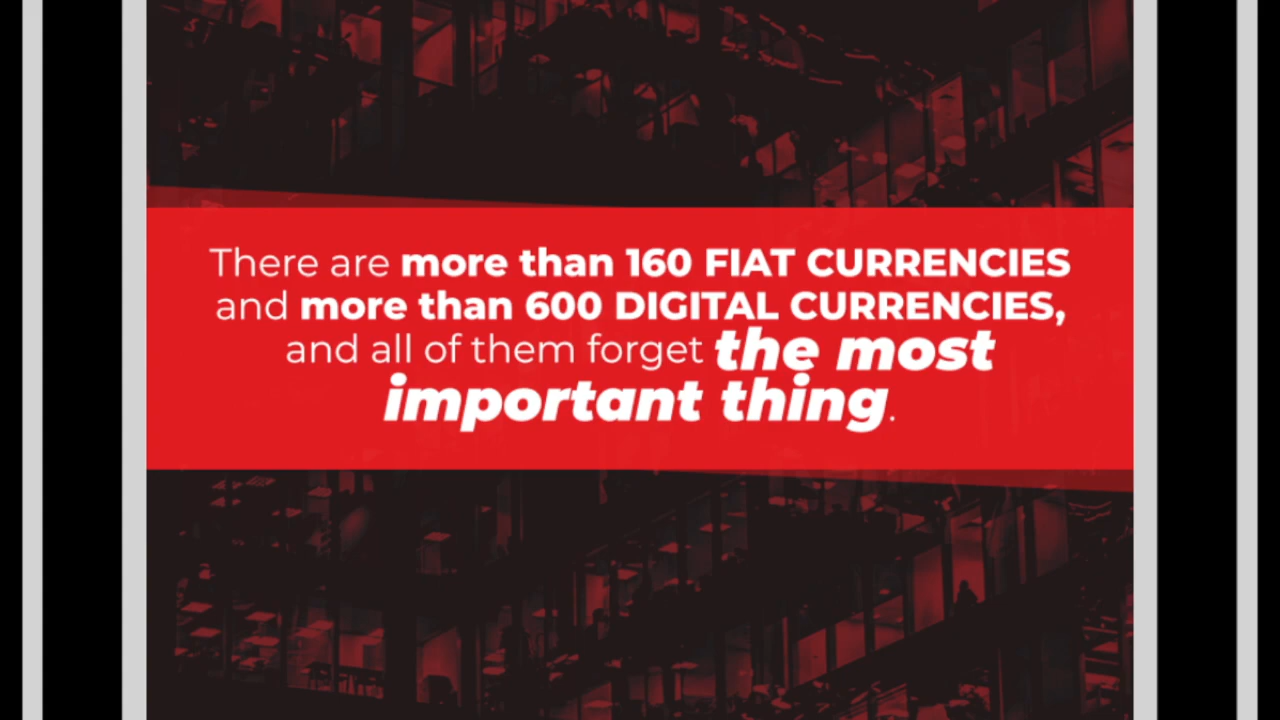 There are more than 160 FIAT CURRENCIES
and more than 600 DIGITAL CURRENCIES,
and all of them forget the most
important thing.